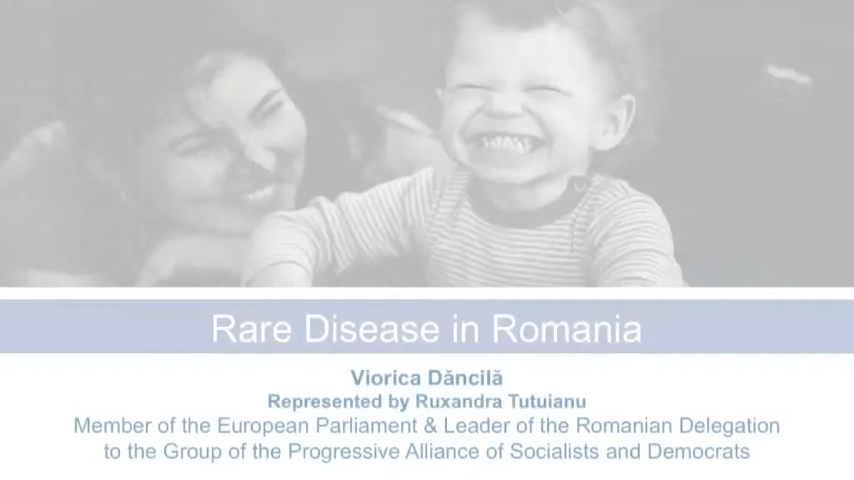 Rare Disease in Romania
Viorica Dăncilă
Represented by Ruxandra Tutuianu
Member of the European Parliament & Leader of the Romanian Delegation
to the Group of the Progressive Alliance of Socialists and Democrats